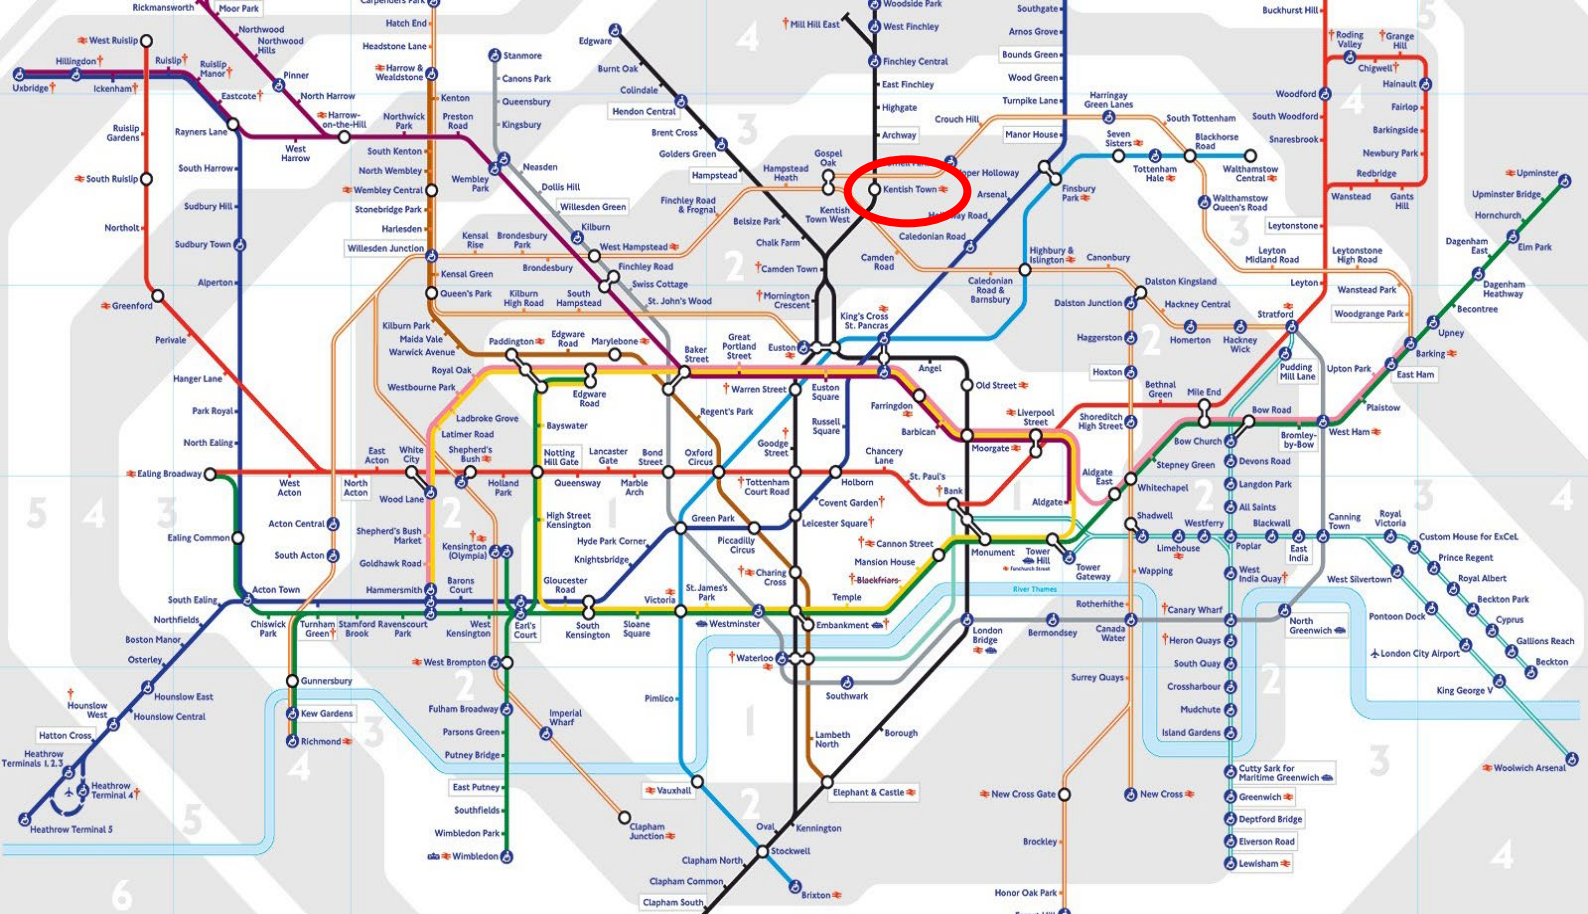 Rickmansworth
Moor Park
Carpenders Park
Hatch End
Headstone Lane
Harrow &
Wealdstone
Kenton
Northwick
Park
Preston
Road
South Kenton
North Wembley
Wembley Central
Stonebridge Park
Harlesden
Willesden Junction
Kensal Green
Queen's Park
Kilburn Park
Maida Vale
Warwick Avenue
Royal Oak
Westbourne Park
Ladbroke Grove
Latimer Road
West Ruislip
Northwood
Northwood
Hills
Pinner
North Harrow
Harrow-
on-the-Hill
Hillingdon†
Uxbridge†
Ickenham†
Ruislip†
Ruislip
Manor†
Eastcote†
Rayners Lane
West
Harrow
Ruislip
Gardens
South Ruislip
Northolt
Greenford
Perivale
Hanger Lane
South Harrow
Sudbury Hill
Sudbury Town
Alperton
Park Royal
North Ealing
Ealing Broadway
West
Acton
North
Acton
East
Acton
White
City
Shepherd's
Bush
Wood Lane
Holland
Park
Notting
Hill Gate
Queensway
Lancaster
Gate
Marble
Arch
Bond
Street
Oxford
Circus
†Tottenham
Court Road
Holborn
Chancery
Lane
St. Paul's
†Bank
Stanmore
Canons Park
Queensbury
Kingsbury
Wembley
Park
Neasden
Dollis Hill
Willesden Green
Kilburn
West Hampstead
Finchley Road
Swiss Cottage
St. John's Wood
Kensal
Rise
Brondesbury
Park
Brondesbury
Kilburn
High Road
South
Hampstead
Finchley Road
& Frognal
Hampstead
Heath
Gospel
Oak
Kentish
Town West
Camden
Road
Edgware
Burnt Oak
Colindale
Hendon Central
Brent Cross
Golders Green
Hampstead
Belsize Park
Chalk Farm
†Camden Town
†Mornington
Crescent
Euston
†Mill Hill East
Woodside Park
West Finchley
Finchley Central
East Finchley
Highgate
Archway
Kentish Town
Upper Holloway
Crouch Hill
Harringay
Green Lanes
South Tottenham
Blackhorse
Road
Walthamstow
Central
Walthamstow
Queen's Road
Seven
Sisters
Tottenham
Hale
Southgate
Arnos Grove
Bounds Green
Wood Green
Turnpike Lane
Manor House
Finsbury
Park
Arsenal
Holloway Road
Caledonian Road
Highbury &
Islington
Canonbury
Caledonian
Road &
Barnsbury
King's Cross
St. Pancras
Angel
Old Street
Dalston Kingsland
Dalston Junction
Hackney Central
Homerton
Hackney
Wick
Haggerston
Hoxton
Shoreditch
High Street
Leyton
Midland Road
Leytonstone
High Road
Wanstead Park
Woodgrange Park
Buckhurst Hill
†Roding
Valley
†Grange
Hill
Chigwell†
Hainault
Fairlop
Barkingside
Newbury Park
Redbridge
Wanstead
Gants
Hill
Woodford
South Woodford
Snaresbrook
Leytonstone
Leyton
Stratford
Pudding
Mill Lane
Upminster
Upminster Bridge
Hornchurch
Elm Park
Dagenham
East
Dagenham
Heathway
Becontree
Upney
Barking
East Ham
Upton Park
Plaistow
West Ham
Bromley-
by-Bow
Bow Road
Bow Church
Mile End
Bethnal
Green
Stepney Green
Devons Road
Langdon Park
All Saints
Poplar
Blackwall
East
India
Canning
Town
Royal
Victoria
Custom House for ExCeL
Prince Regent
Royal Albert
Beckton Park
Cyprus
Gallions Reach
Beckton
West Silvertown
Pontoon Dock
London City Airport
King George V
Woolwich Arsenal
Paddington
Edgware
Road
Marylebone
Baker
Street
Great
Portland
Street
†Warren Street
Euston
Square
Farringdon
Barbican
Moorgate
†Liverpool
Street
Aldgate
East
Aldgate
Whitechapel
Edgware
Road
Bayswater
Regent's Park
Goodge
Street
Russell
Square
Covent Garden†
Leicester Square†
Green Park
Piccadilly
Circus
Hyde Park Corner
Knightsbridge
High Street
Kensington
†Charing
Cross
†Cannon Street
Mansion House
†Blackfriars
Temple
Monument
Tower
Hill
Fenchurch Street
Tower
Gateway
Shadwell
Limehouse
Westferry
Wapping
Rotherhithe
Canada
Water
Bermondsey
Surrey Quays
New Cross Gate
New Cross
Brockley
Honor Oak Park
Forest Hill
West
India Quay†
†Canary Wharf
†Heron Quays
South Quay
Crossharbour
Mudchute
Island Gardens
Cutty Sark for
Maritime Greenwich
Greenwich
Deptford Bridge
Elverson Road
Lewisham
North
Greenwich
River Thames
Acton Central
South Acton
Ealing Common
Acton Town
South Ealing
Northfields
Boston Manor
Osterley
Hounslow East
Hounslow Central
†
Hounslow
West
Hatton Cross
Heathrow
Terminals 1, 2, 3
Heathrow
Terminal 4†
Heathrow Terminal 5
Chiswick
Park
Turnham
Green†
Stamford
Brook
Ravenscourt
Park
Gunnersbury
Kew Gardens
Richmond
Shepherd's Bush
Market
Goldhawk Road
Hammersmith
Barons
Court
Kensington
(Olympia)
West
Kensington
Earl's
Court
Gloucester
Road
South
Kensington
Sloane
Square
Victoria
St. James's
Park
Westminster
Embankment
†Waterloo
Southwark
London
Bridge
Borough
Lambeth
North
Elephant & Castle
Pimlico
Vauxhall
Oval
Kennington
Stockwell
Brixton
Clapham North
Clapham Common
Clapham South
West Brompton
Fulham Broadway
Parsons Green
Putney Bridge
East Putney
Southfields
Wimbledon Park
Wimbledon
Imperial
Wharf
Clapham
Junction
1
2
3
4
5
6